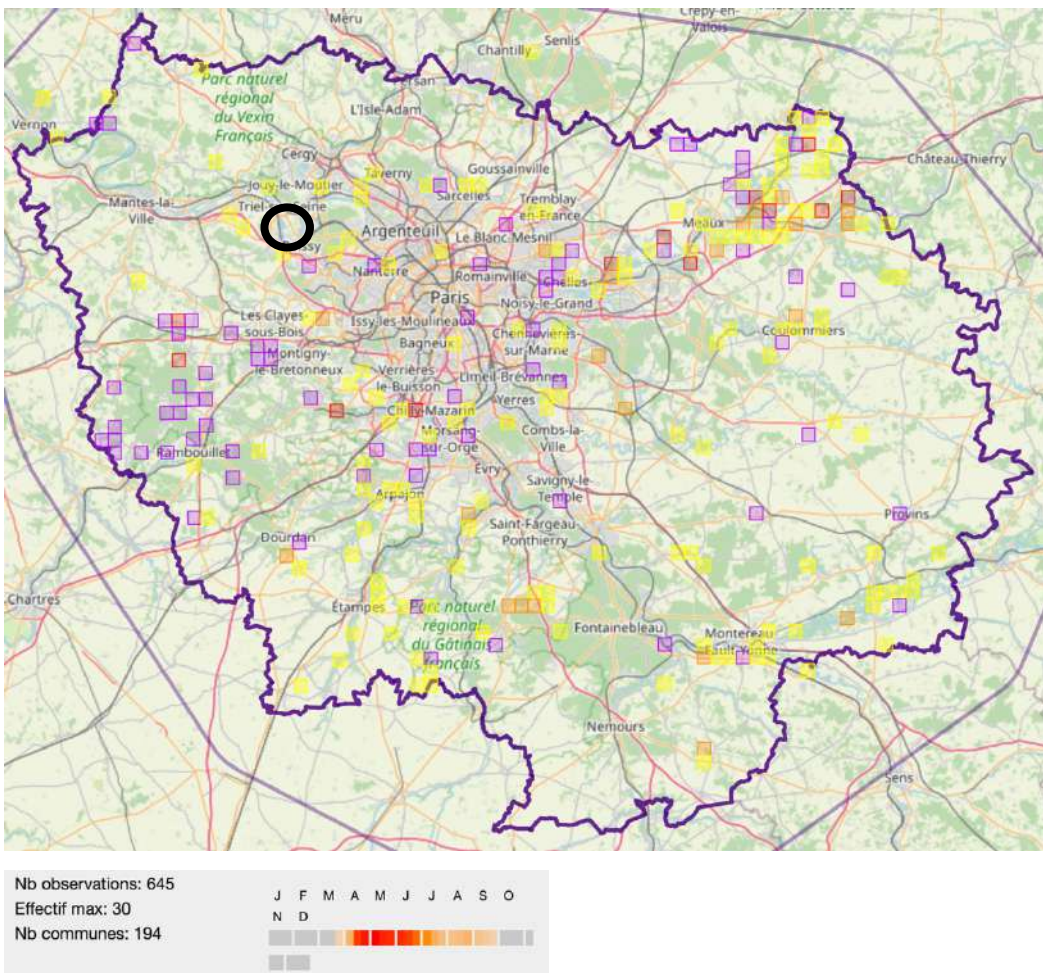 Méru
Crépy-en-
Valois
Senlis
Chantilly
Parc naturel
régional
du Vexin
Français
L'Isle-Adam
Vernon
Cergy
Goussainville
Château-Thierry
Taverny
Jouy-le-Moutier
Sarcelles
Mantes-la-
Ville
Tremblay-
en-France
Argenteuil
Le Blanc-Mesnil
Meaux
Nanterre
Romainville
Chelles
Paris
Noisy-le-Grand
Les Clayes-
sous-Bois
Issy-les-Moulineaux
Chennevières-
sur-Marne
Coulommiers
Bagneux
Montigny-
le-Bretonneux
Verrières-
le-Buisson
Limeil-Brévannes
Yerres
Chilly-Mazarin
Morsang-
sur-Orge
Combs-la-
Ville
Rambouillet
Évry
Savigny-le-
Temple
Arpajon
Provins
Saint-Fargeau-
Ponthierry
Dourdan
Chartres
Étampes
Parc naturel
régional
du Gâtinais
français
Fontainebleau
Montereau-
Fault-Yonne
Nemours
Sens
Nb observations: 645
Effectif max: 30
Nb communes: 194
J F M A M J J A S O
N D